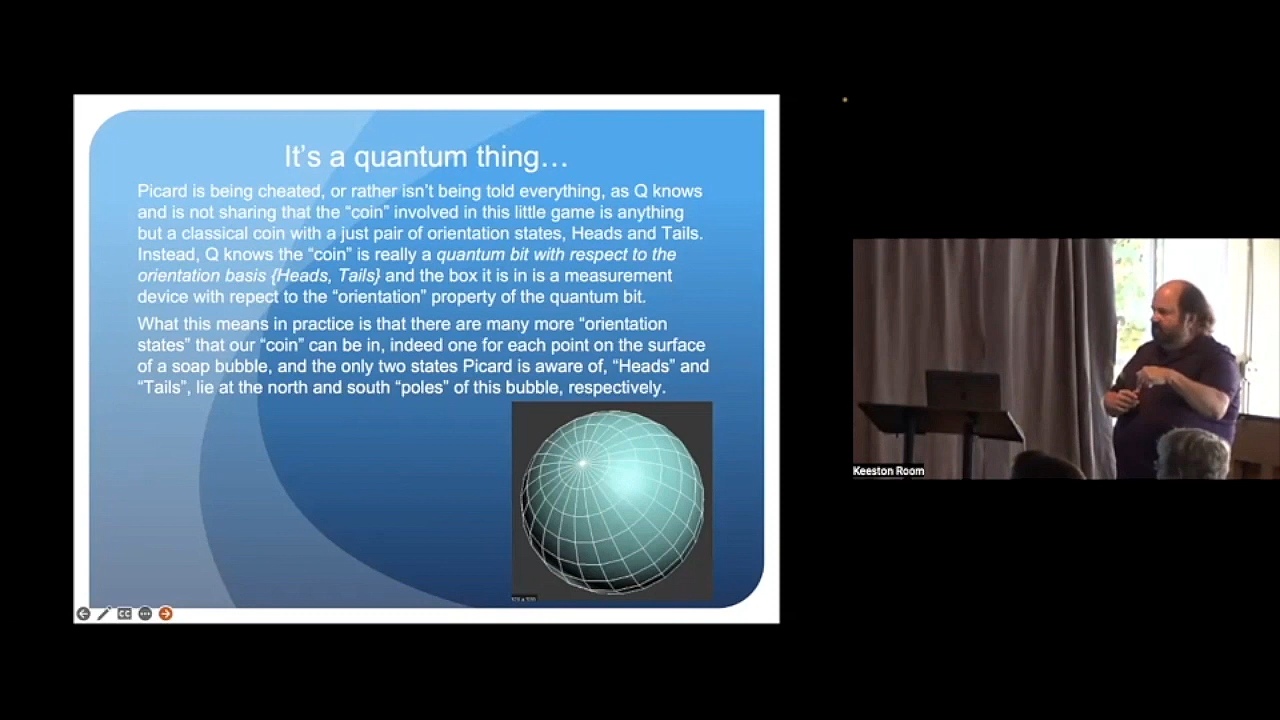 It's a quantum thing…
Picard is being cheated, or rather isn't being told everything, as Q knows
and is not sharing that the “coin” involved in this little game is anything
but a classical coin with a just pair of orientation states, Heads and Tails.
Instead, Q knows the “coin” is really a quantum bit with respect to the
orientation basis {Heads, Tails} and the box it is in is a measurement
device with repect to the “orientation” property of the quantum bit.
What this means in practice is that there are many more “orientation
states” that our “coin” can be in, indeed one for each point on the surface
of a soap bubble, and the only two states Picard is aware of, “Heads” and
“Tails”, lie at the north and south “poles” of this bubble, respectively.
CC
Keeston Room